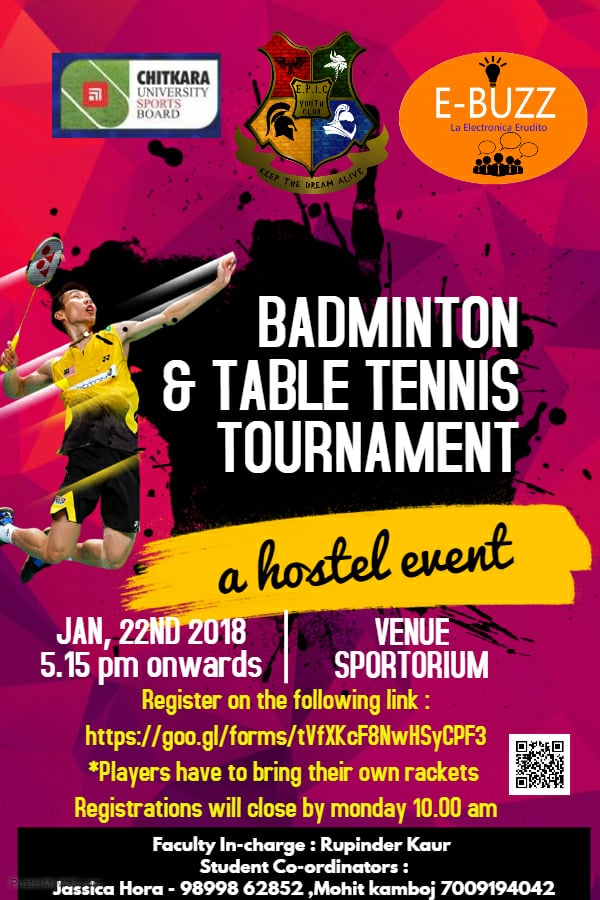 CHITKARA
UNIVERSITY
SPORTS
BOARD
E.P.I.C
YOUTH
CLUB
KEEP THE DREAM ALIVE
E-BUZZ
La Electronica Erudito
BADMINTON
& TABLE TENNIS
TOURNAMENT
a hostel event
JAN, 22ND 2018
5.15 pm onwards
VENUE
SPORTORIUM
Register on the following link :
https://goo.gl/forms/tVfXKcF8NwHSyCPF3
*Players have to bring their own rackets
Registrations will close by monday 10.00 am
Faculty In-charge : Rupinder Kaur
Student Co-ordinators :
Jassica Hora - 98998 62852 ,Mohit kamboj 7009194042